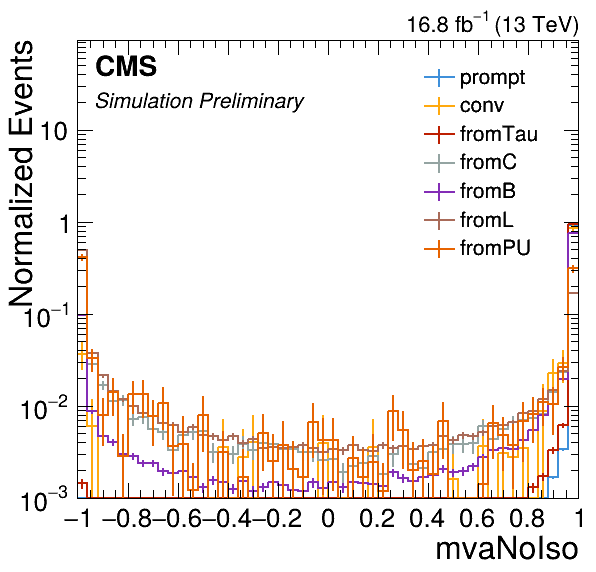 16.8 fb⁻¹ (13 TeV)
CMS
Simulation Preliminary
Normalized Events
prompt
conv
fromTau
fromC
fromB
fromL
fromPU
10
1
10⁻¹
10⁻²
10⁻³
−1 −0.8 −0.6 −0.4 −0.2 0 0.2 0.4 0.6 0.8 1
mvaNoIso